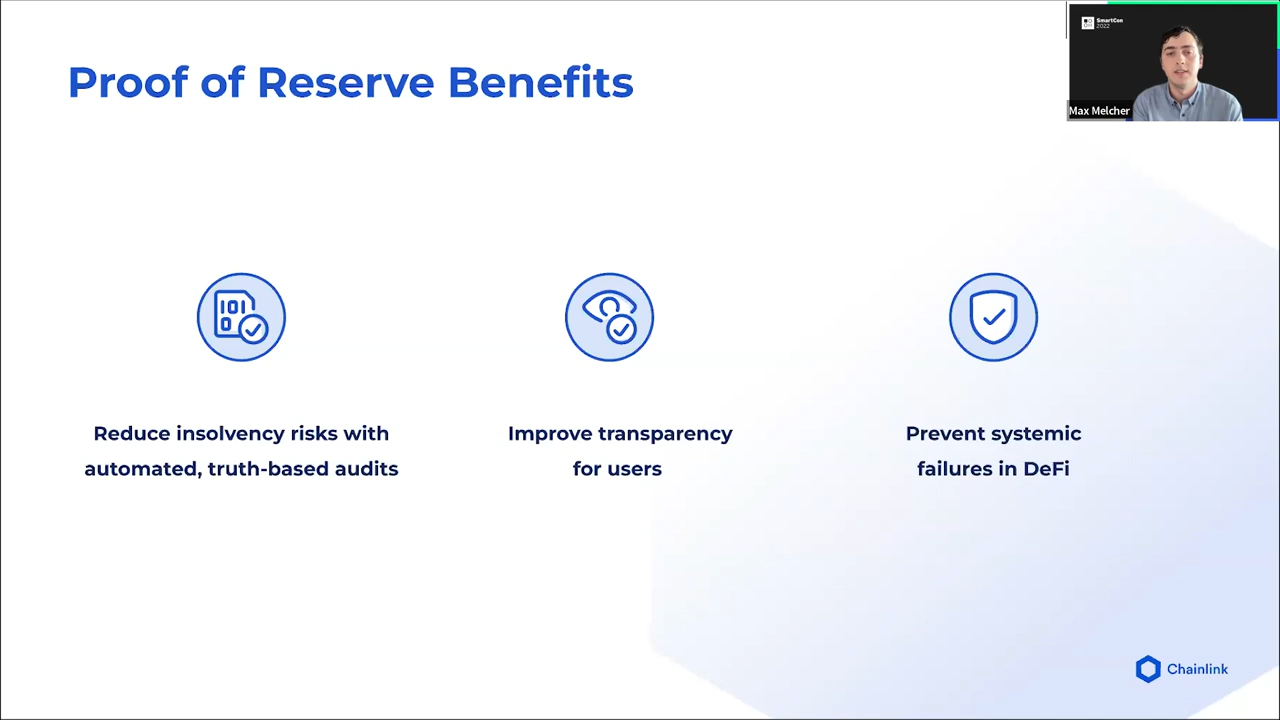 Proof of Reserve Benefits
SmartCon
2022
Max Melcher
Reduce insolvency risks with
automated, truth-based audits
Improve transparency
for users
Prevent systemic
failures in DeFi
Chainlink